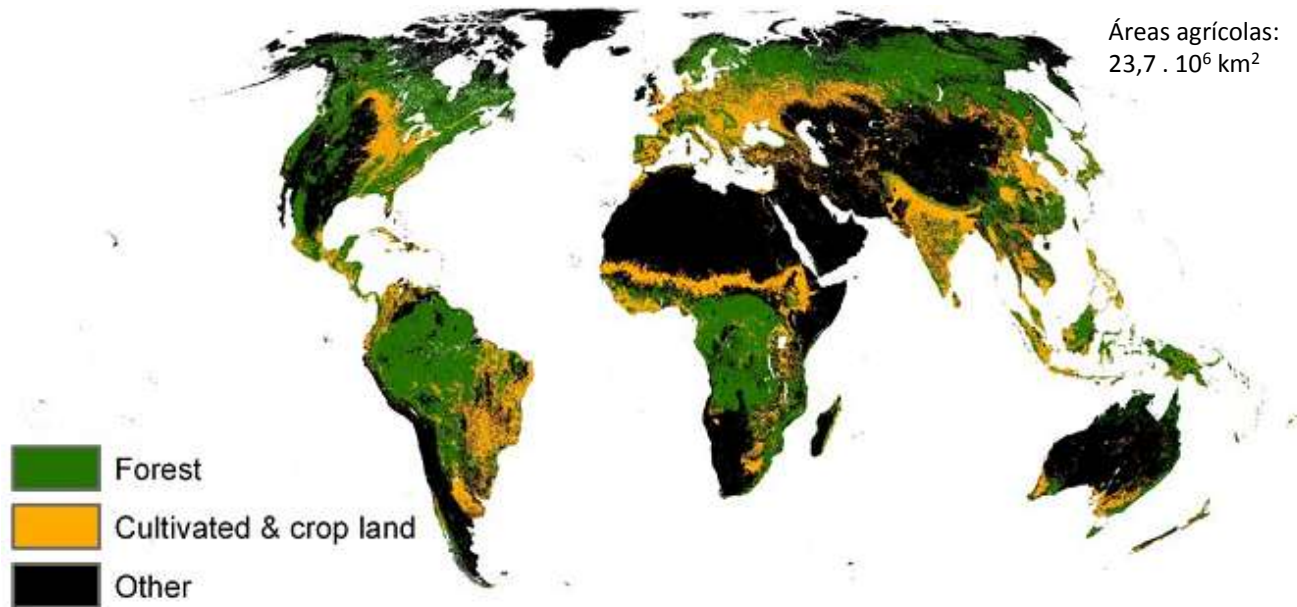 Áreas agrícolas:
23,7 . 10⁶ km²
Forest
Cultivated & crop land
Other